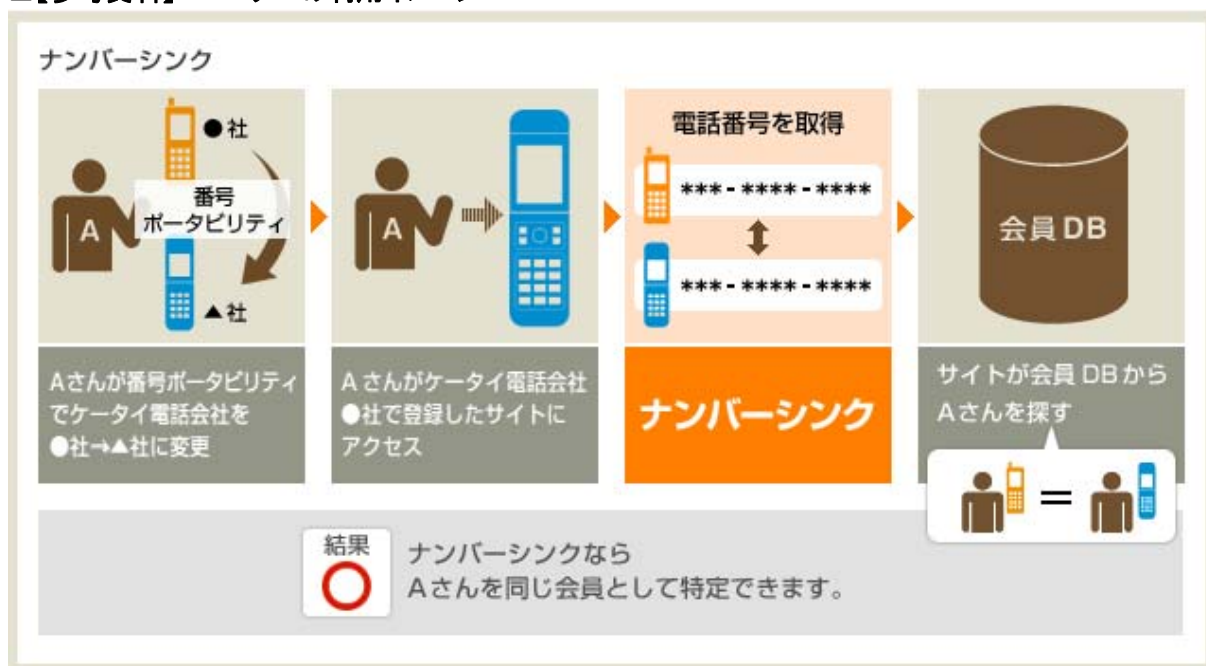 ナンバーシンク
●社
番号
ポータビリティ
A
▲社
Aさんが番号ポータビリティ
でケータイ電話会社を
●社→▲社に変更
A
Aさんがケータイ電話会社
●社で登録したサイトに
アクセス
電話番号を取得
***-****-****
***-****-****
ナンバーシンク
会員DB
サイトが会員DBから
Aさんを探す
=
結果
ナンバーシンクなら
Aさんを同じ会員として特定できます。